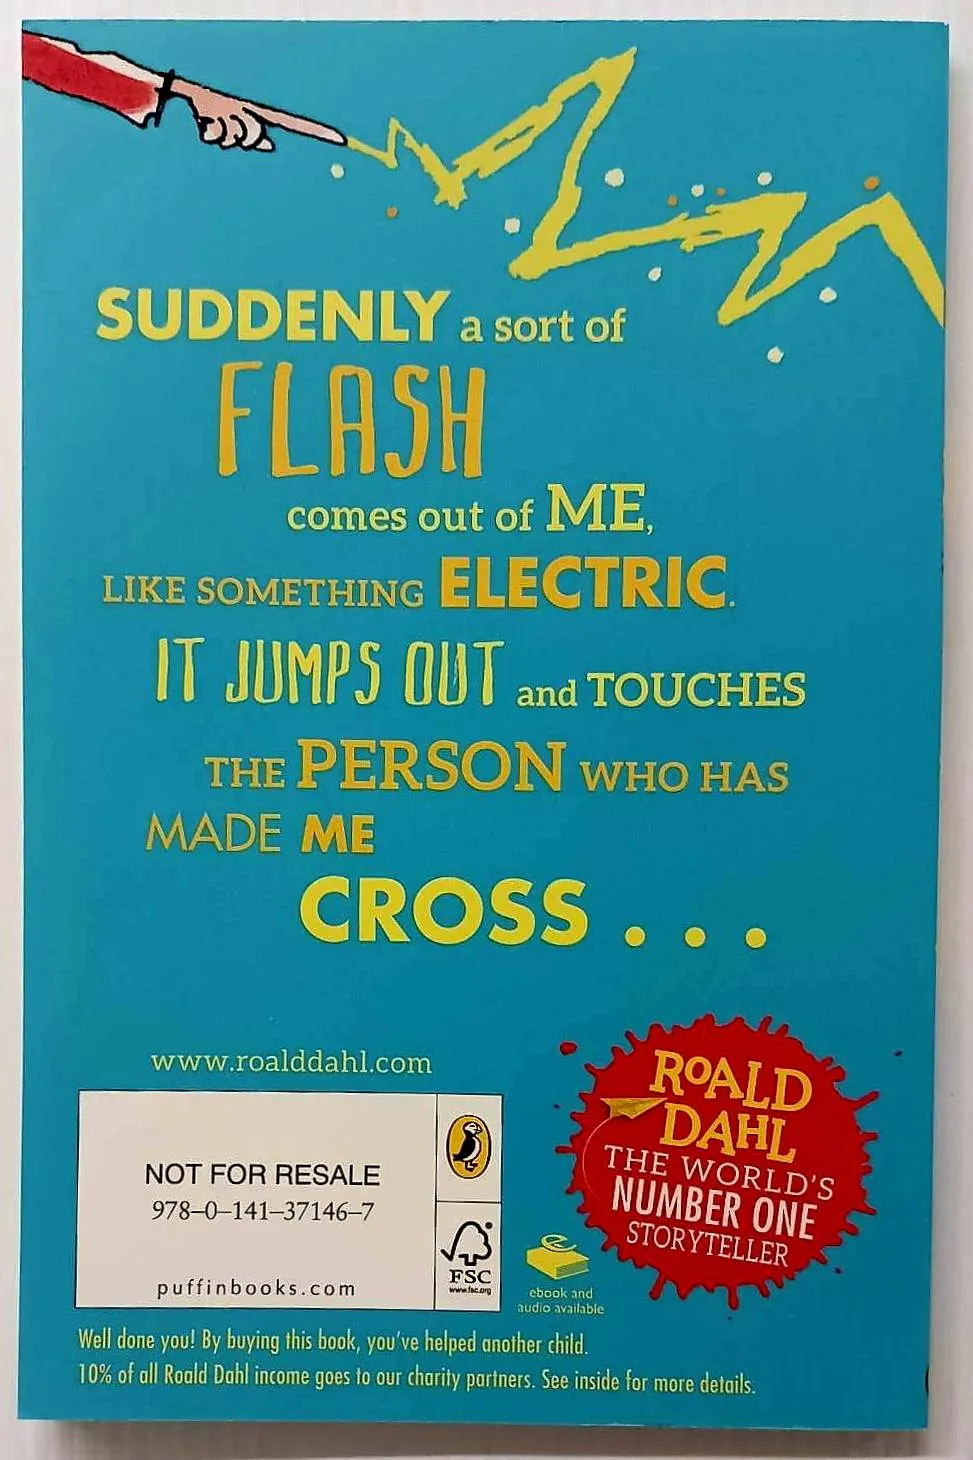 SUDDENLY a sort of
FLASH
comes out of ME,
LIKE SOMETHING ELECTRIC.
IT JUMPS OUT and TOUCHES
THE PERSON WHO HAS
MADE ME
CROSS . . .
www.roalddahl.com
NOT FOR RESALE
978–0–141–37146–7
puffinbooks.com
FSC
www.fsc.org
ebook and
audio available
ROALD
DAHL
THE WORLD'S
NUMBER ONE
STORYTELLER
Well done you! By buying this book, you've helped another child.
10% of all Roald Dahl income goes to our charity partners. See inside for more details.